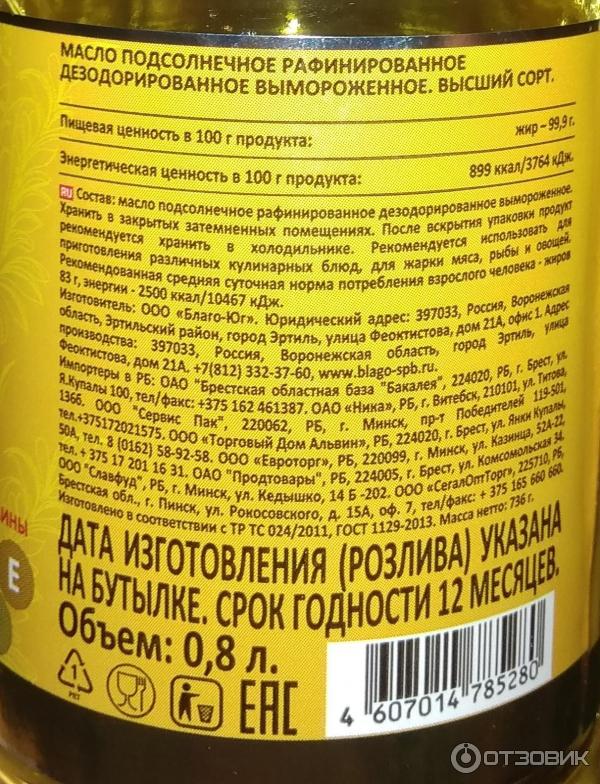 МАСЛО ПОДСОЛНЕЧНОЕ РАФИНИРОВАННОЕ
ДЕЗОДОРИРОВАННОЕ ВЫМОРОЖЕННОЕ. ВЫСШИЙ СОРТ.
Пищевая ценность в 100 г продукта: жир – 99,9 г.
Энергетическая ценность в 100 г продукта: 899 ккал/3764 кДж.
RU Состав: масло подсолнечное рафинированное дезодорированное вымороженное.
Хранить в закрытых затемненных помещениях. После вскрытия упаковки продукт
рекомендуется хранить в холодильнике. Рекомендуется использовать для
приготовления различных кулинарных блюд, для жарки мяса, рыбы и овощей.
Рекомендованная средняя суточная норма потребления взрослого человека - жиров
83 г, энергии - 2500 ккал/10467 кДж.
Изготовитель: ООО «Благо-Юг». Юридический адрес: 397033, Россия, Воронежская
область, Эртильский район, город Эртиль, улица Феоктистова, дом 21А, офис 1. Адрес
производства: 397033, Россия, Воронежская область, город Эртиль, улица
Феоктистова, дом 21А. +7(812) 332-37-60, www.blago-spb.ru.
Импортеры в РБ: ОАО "Брестская областная база "Бакалея", 224020, РБ, г. Брест, ул.
Я.Купалы 100, тел/факс: +375 162 461387. ОАО «Ника», РБ, г. Витебск, 210101, ул. Титова,
1366. ООО "Сервис Пак", 220062, РБ, г. Минск, пр-т Победителей 119-501,
тел.+375172021575. ООО «Торговый Дом Альвин», РБ, 224020, г. Брест, ул. Янки Купалы,
50А, тел. 8 (0162) 58-92-58. ООО «Евроторг», РБ, 220099, г. Минск, ул. Казинца, 52А-22,
тел. + 375 17 201 16 31. ОАО «Продтовары», РБ, 224005, г. Брест, ул. Комсомольская 34.
ООО "Славфуд", РБ, г. Минск, ул. Кедышко, 14 Б -202. ООО «СегалОптТорг», 225710, РБ,
Брестская обл., г. Пинск, ул. Рокосовского, д. 15А, оф. 7, тел/факс: + 375 165 660 660.
Изготовлено в соответствии с ТР ТС 024/2011, ГОСТ 1129-2013. Масса нетто: 736 г.
ИНЫ
E
ДАТА ИЗГОТОВЛЕНИЯ (РОЗЛИВА) УКАЗАНА
НА БУТЫЛКЕ. СРОК ГОДНОСТИ 12 МЕСЯЦЕВ.
Объем: 0,8 л.
1
PET
EAC
4 607014 785280
ОТЗОВИК